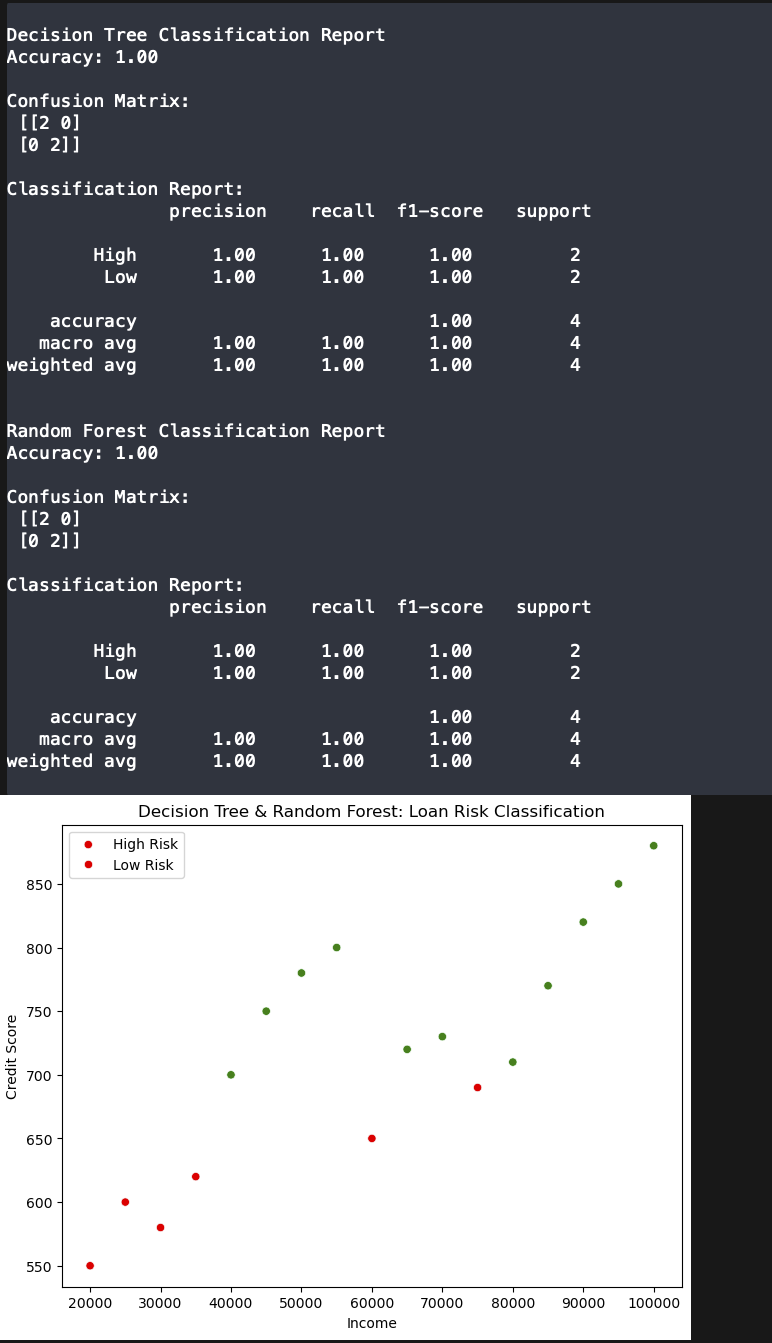 Decision Tree Classification Report
Accuracy: 1.00
Confusion Matrix:
[[2 0]
[0 2]]
Classification Report:
precision recall f1-score support
High 1.00 1.00 1.00 2
Low 1.00 1.00 1.00 2
accuracy 1.00 4
macro avg 1.00 1.00 1.00 4
weighted avg 1.00 1.00 1.00 4
Random Forest Classification Report
Accuracy: 1.00
Confusion Matrix:
[[2 0]
[0 2]]
Classification Report:
precision recall f1-score support
High 1.00 1.00 1.00 2
Low 1.00 1.00 1.00 2
accuracy 1.00 4
macro avg 1.00 1.00 1.00 4
weighted avg 1.00 1.00 1.00 4
Decision Tree & Random Forest: Loan Risk Classification
High Risk
Low Risk
850
800
750
700
650
600
550
Credit Score
20000 30000 40000 50000 60000 70000 80000 90000 100000
Income